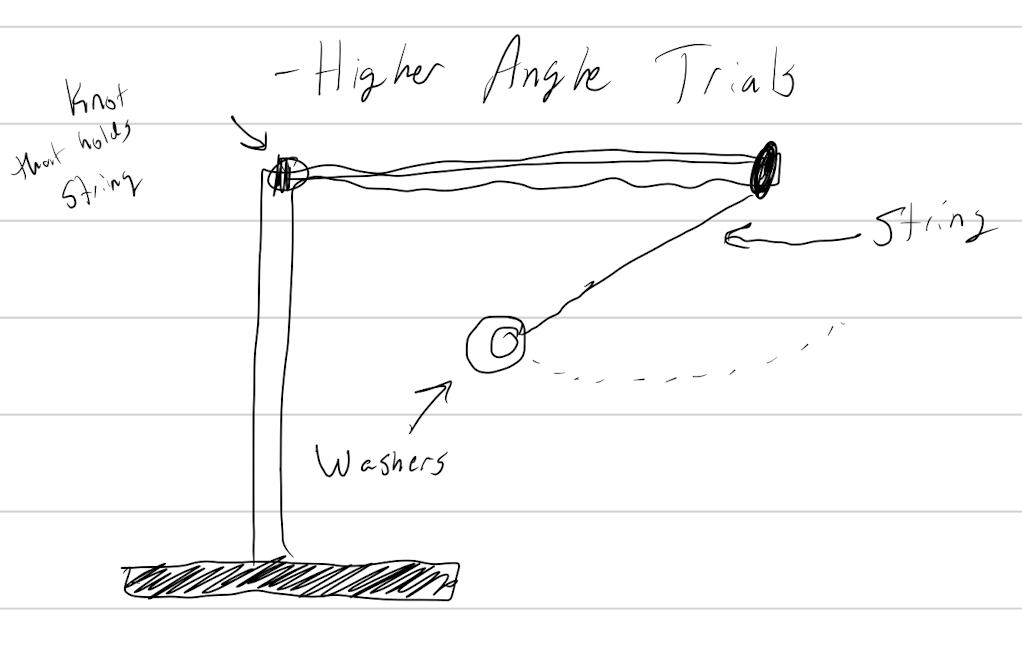 - Higher Angle Trials
Knot
that holds
String
String
Washers